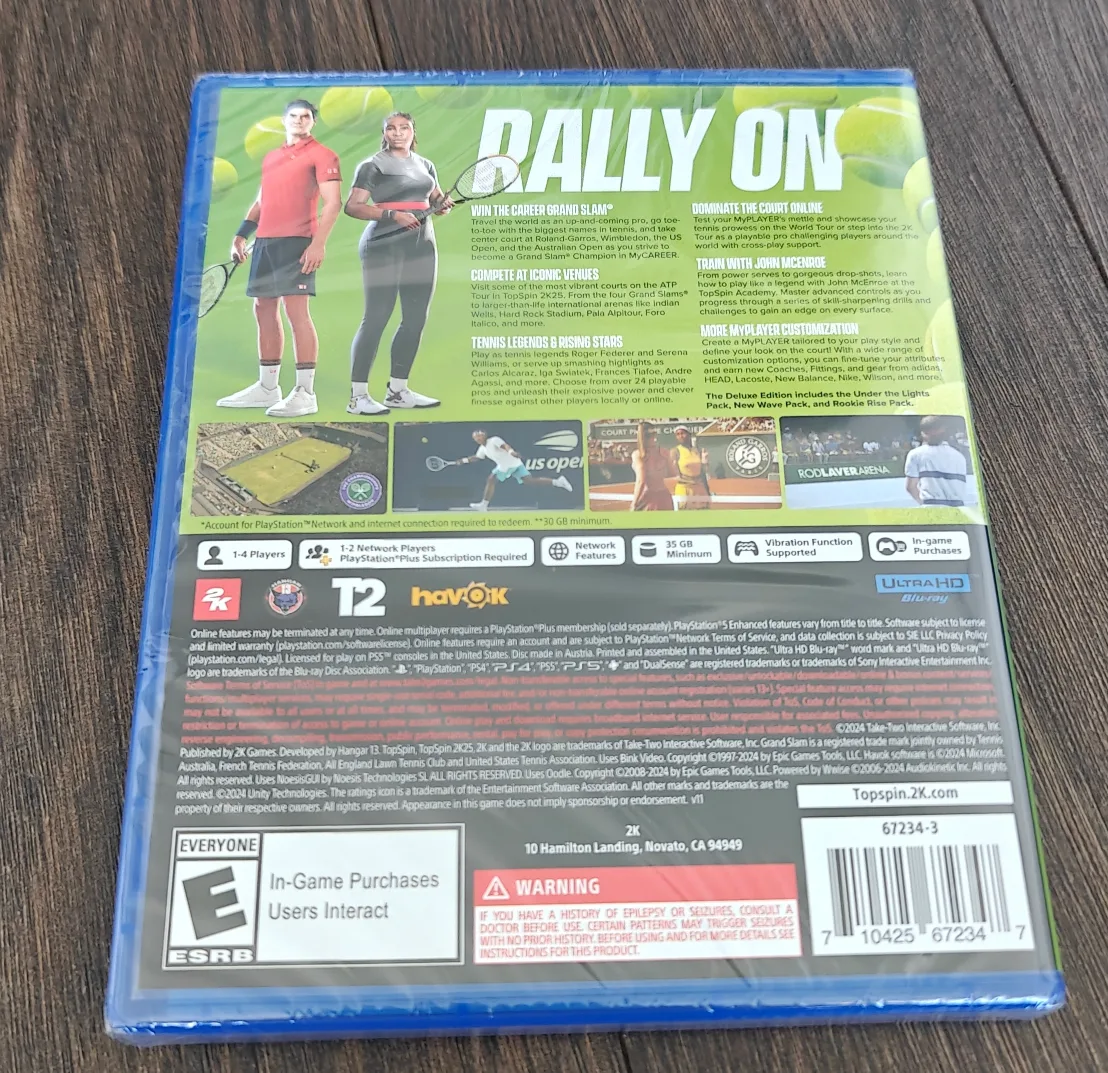 RALLY ON
WIN THE CAREER GRAND SLAM®
Travel the world as an up-and-coming pro, go toe-
to-toe with the biggest names in tennis, and take
center court at Roland-Garros, Wimbledon, the US
Open, and the Australian Open as you strive to
become a Grand Slam® Champion in MyCAREER.
COMPETE AT ICONIC VENUES
Visit some of the most vibrant courts on the ATP
Tour in TopSpin 2K25. From the four Grand Slams®
to larger-than-life international arenas like Indian
Wells, Hard Rock Stadium, Pala Alpitour, Foro
Italico, and more.
TENNIS LEGENDS & RISING STARS
Play as tennis legends Roger Federer and Serena
Williams, or serve up smashing highlights as
Carlos Alcaraz, Iga Swiatek, Frances Tiafoe, Andre
Agassi, and more. Choose from over 24 playable
pros and unleash their explosive power and clever
finesse against other players locally or online.
DOMINATE THE COURT ONLINE
Test your MyPLAYER's mettle and showcase your
tennis prowess on the World Tour or step into the 2K
Tour as a playable pro challenging players around the
world with cross-play support.
TRAIN WITH JOHN MCENROE
From power serves to gorgeous drop-shots, learn
how to play like a legend with John McEnroe at the
TopSpin Academy. Master advanced controls as you
progress through a series of skill-sharpening drills and
challenges to gain an edge on every surface.
MORE MyPLAYER CUSTOMIZATION
Create a MyPLAYER tailored to your play style and
define your look on the court! With a wide range of
customization options, you can fine-tune your attributes
and earn new Coaches, Fittings, and gear from adidas,
HEAD, Lacoste, New Balance, Nike, Wilson, and more.
The Deluxe Edition includes the Under the Lights
Pack, New Wave Pack, and Rookie Rise Pack.
WIMBLEDON
us open
COURT PHILIPPE CHATRIER
ROLAND GARROS
PARIS
ROD LAVER ARENA
*Account for PlayStation™Network and internet connection required to redeem. **30 GB minimum.
1-4 Players
1-2 Network Players
PlayStation®Plus Subscription Required
Network
Features
35 GB
Minimum
Vibration Function
Supported
In-game
Purchases
2K
HANGAR 13
T2
havok
ULTRA HD
Blu-ray
Online features may be terminated at any time. Online multiplayer requires a PlayStation®Plus membership (sold separately). PlayStation®5 Enhanced features vary from title to title. Software subject to license
and limited warranty (playstation.com/softwarelicense). Online features require an account and are subject to PlayStation™Network Terms of Service, and data collection is subject to SIE LLC Privacy Policy
(playstation.com/legal). Licensed for play on PS5™ consoles in the United States. Disc made in Austria. Printed and assembled in the United States. "Ultra HD Blu-ray™" word mark and "Ultra HD Blu-ray™"
logo are trademarks of the Blu-ray Disc Association. "PlayStation", "PS4", "PS4", "PS5", "PS5", and "DualSense" are registered trademarks or trademarks of Sony Interactive Entertainment Inc.
©2024 Take-Two Interactive Software, Inc.
Published by 2K Games. Developed by Hangar 13. TopSpin, TopSpin 2K25, 2K and the 2K logo are trademarks of Take-Two Interactive Software, Inc. Grand Slam is a registered trade mark jointly owned by Tennis
Australia, French Tennis Federation, All England Lawn Tennis Club and United States Tennis Association. Uses Bink Video. Copyright ©1997-2024 by Epic Games Tools, LLC. Havok software is ©2024 Microsoft.
All rights reserved. Uses NoesisGUI by Noesis Technologies SL ALL RIGHTS RESERVED. Uses Oodle. Copyright ©2008-2024 by Epic Games Tools, LLC. Powered by Wwise ©2006-2024 Audiokinetic Inc. All rights
reserved. ©2024 Unity Technologies. The ratings icon is a trademark of the Entertainment Software Association. All other marks and trademarks are the
property of their respective owners. All rights reserved. Appearance in this game does not imply sponsorship or endorsement. v11
Topspin.2K.com
67234-3
7 10425 67234 7
2K
10 Hamilton Landing, Novato, CA 94949
WARNING
IF YOU HAVE A HISTORY OF EPILEPSY OR SEIZURES, CONSULT A
DOCTOR BEFORE USE. CERTAIN PATTERNS MAY TRIGGER SEIZURES
WITH NO PRIOR HISTORY. BEFORE USING AND FOR MORE DETAILS SEE
INSTRUCTIONS FOR THIS PRODUCT.
EVERYONE
E
ESRB
In-Game Purchases
Users Interact